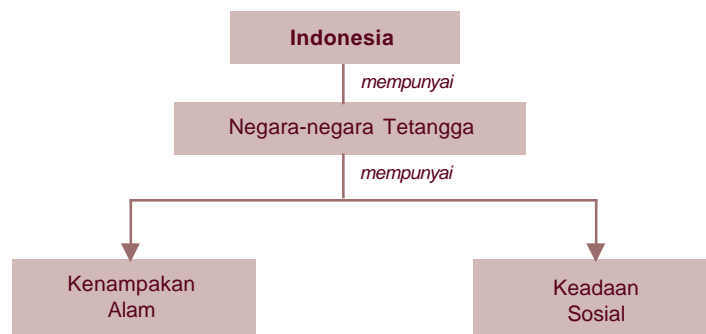 Indonesia
mempunyai
Negara-negara Tetangga
mempunyai
Kenampakan
Alam
Keadaan
Sosial